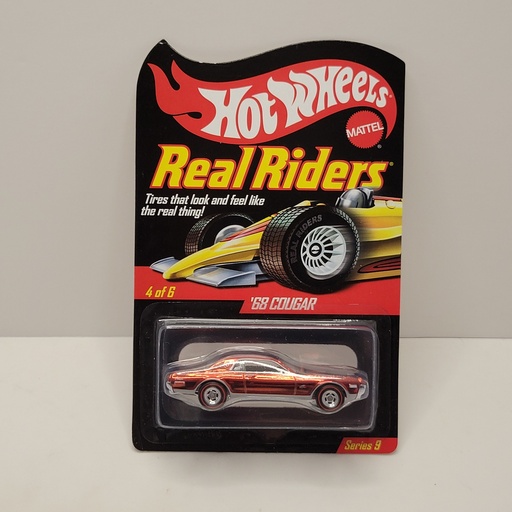 Hot Wheels
MATTEL
Real Riders
Tires that look and feel like
the real thing!
REAL RIDERS
4 of 6
'68 COUGAR
Series 9